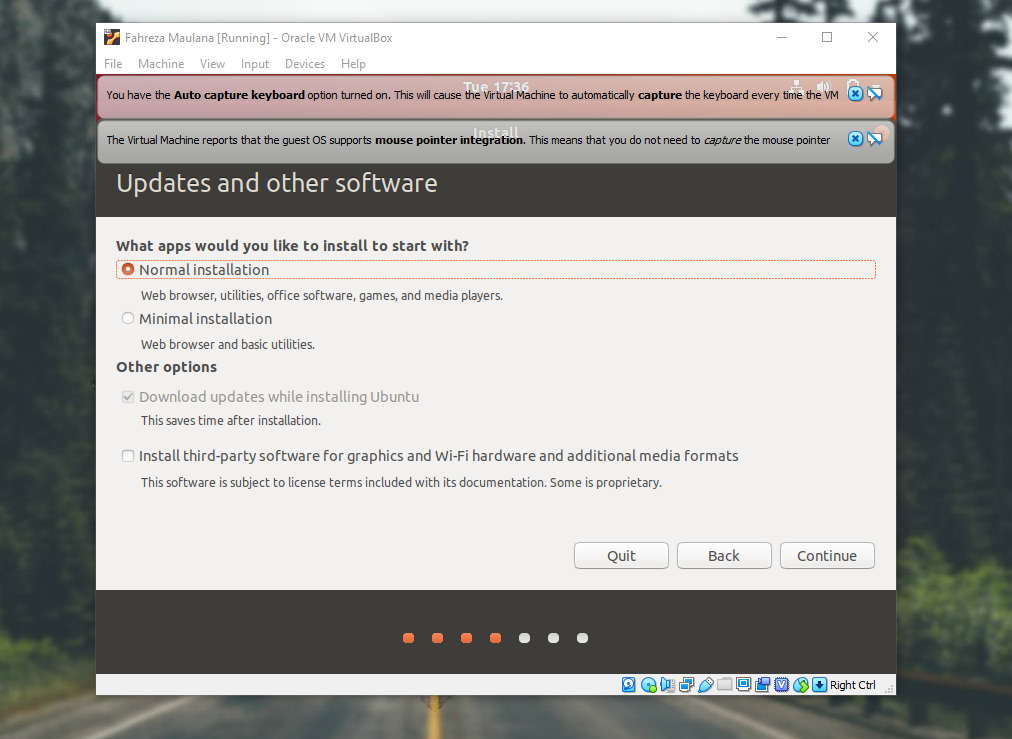 Fahreza Maulana [Running] - Oracle VM VirtualBox
File Machine View Input Devices Help
Tue 17:36
You have the Auto capture keyboard option turned on. This will cause the Virtual Machine to automatically capture the keyboard every time the VM
Install
The Virtual Machine reports that the guest OS supports mouse pointer integration. This means that you do not need to capture the mouse pointer
Updates and other software
What apps would you like to install to start with?
Normal installation
Web browser, utilities, office software, games, and media players.
Minimal installation
Web browser and basic utilities.
Other options
Download updates while installing Ubuntu
This saves time after installation.
Install third-party software for graphics and Wi-Fi hardware and additional media formats
This software is subject to license terms included with its documentation. Some is proprietary.
Quit Back Continue
Right Ctrl